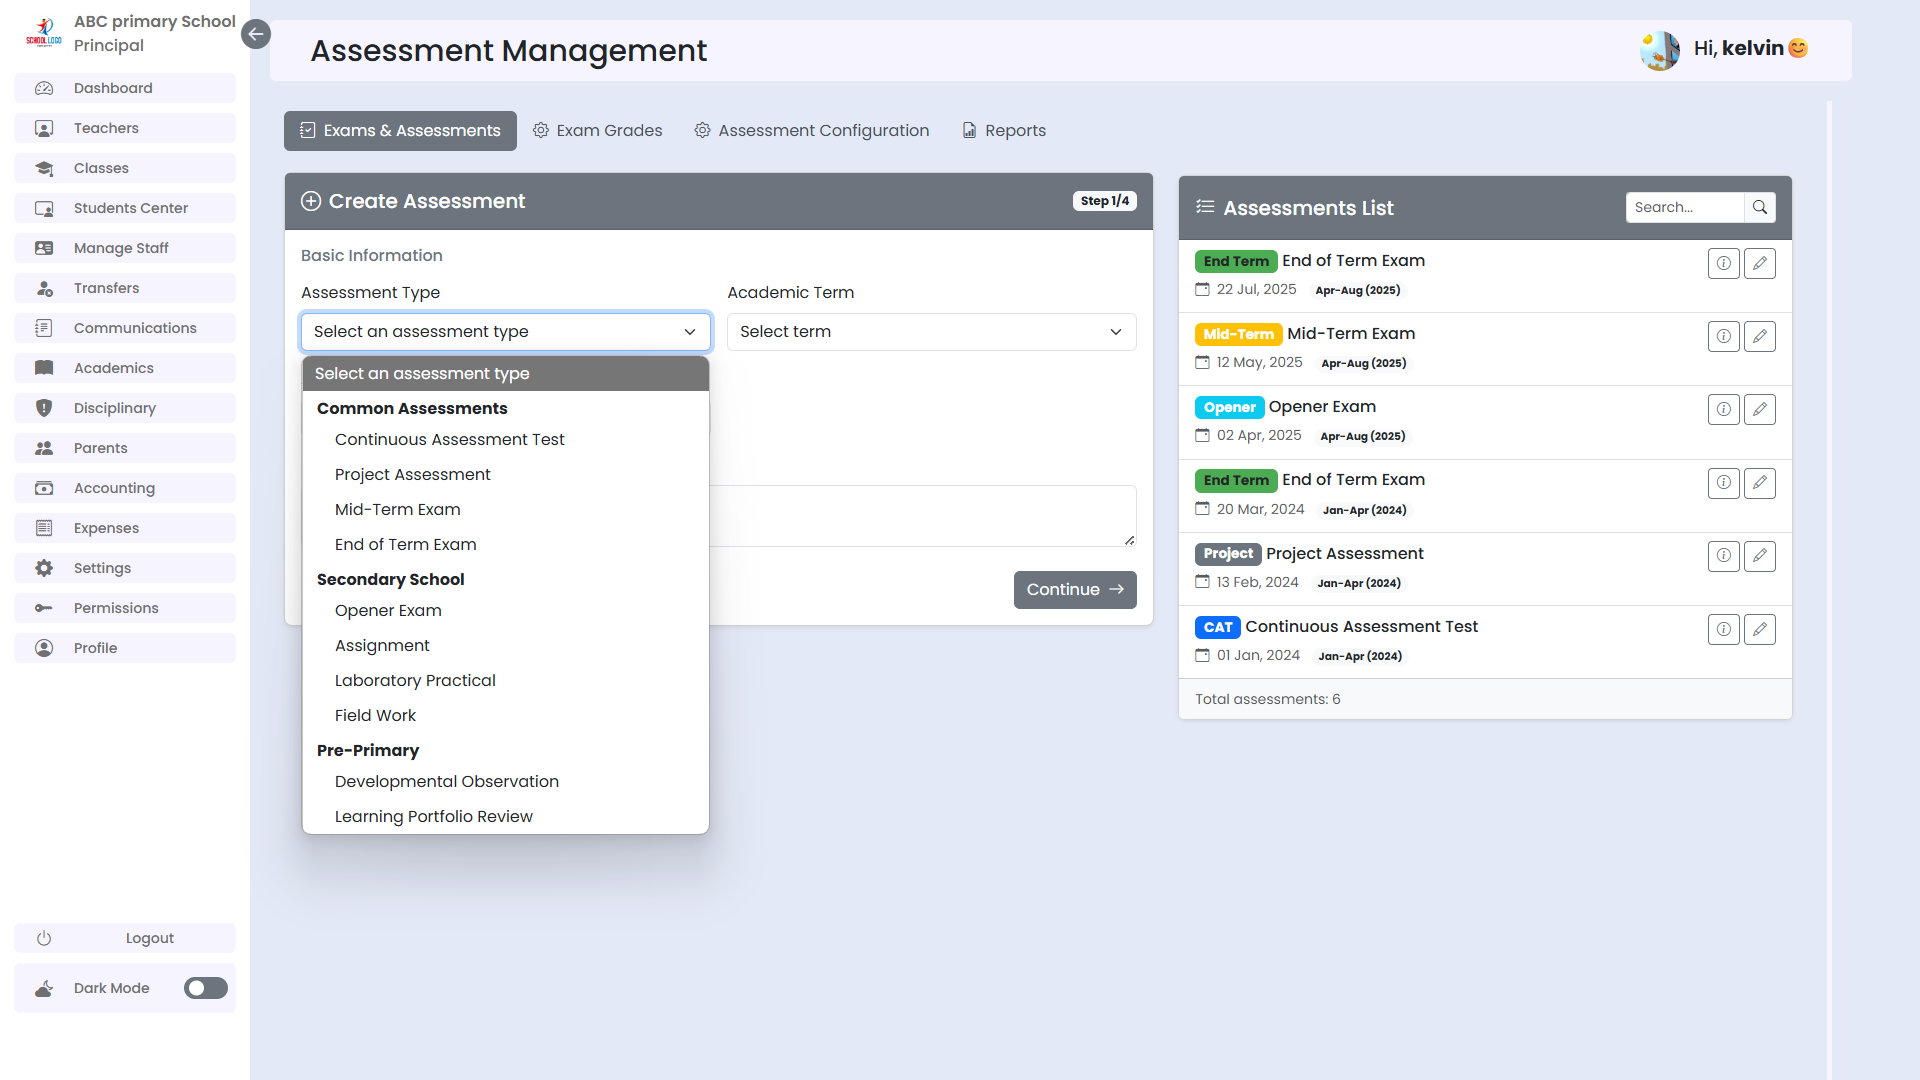 ABC primary School
Principal
SCHOOL LOGO
Dashboard
Teachers
Classes
Students Center
Manage Staff
Transfers
Communications
Academics
Disciplinary
Parents
Accounting
Expenses
Settings
Permissions
Profile
Logout
Dark Mode
Assessment Management
Hi, kelvin😊
Exams & Assessments
Exam Grades
Assessment Configuration
Reports
Create Assessment
Step 1/4
Basic Information
Assessment Type
Academic Term
Select an assessment type
Select term
Select an assessment type
Common Assessments
Continuous Assessment Test
Project Assessment
Mid-Term Exam
End of Term Exam
Secondary School
Opener Exam
Assignment
Laboratory Practical
Field Work
Pre-Primary
Developmental Observation
Learning Portfolio Review
Continue →
Assessments List
Search...
End Term End of Term Exam
22 Jul, 2025 Apr-Aug (2025)
Mid-Term Mid-Term Exam
12 May, 2025 Apr-Aug (2025)
Opener Opener Exam
02 Apr, 2025 Apr-Aug (2025)
End Term End of Term Exam
20 Mar, 2024 Jan-Apr (2024)
Project Project Assessment
13 Feb, 2024 Jan-Apr (2024)
CAT Continuous Assessment Test
01 Jan, 2024 Jan-Apr (2024)
Total assessments: 6